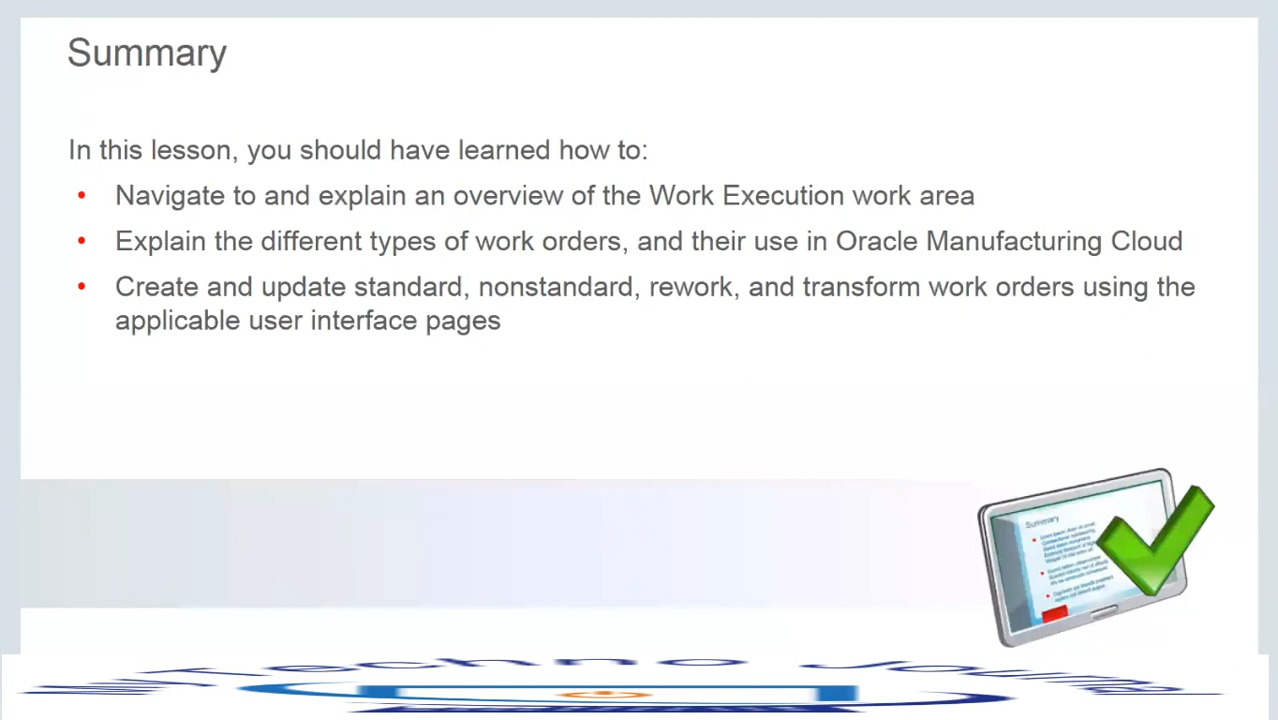 Summary
In this lesson, you should have learned how to:
• Navigate to and explain an overview of the Work Execution work area
• Explain the different types of work orders, and their use in Oracle Manufacturing Cloud
• Create and update standard, nonstandard, rework, and transform work orders using the
applicable user interface pages
Summary